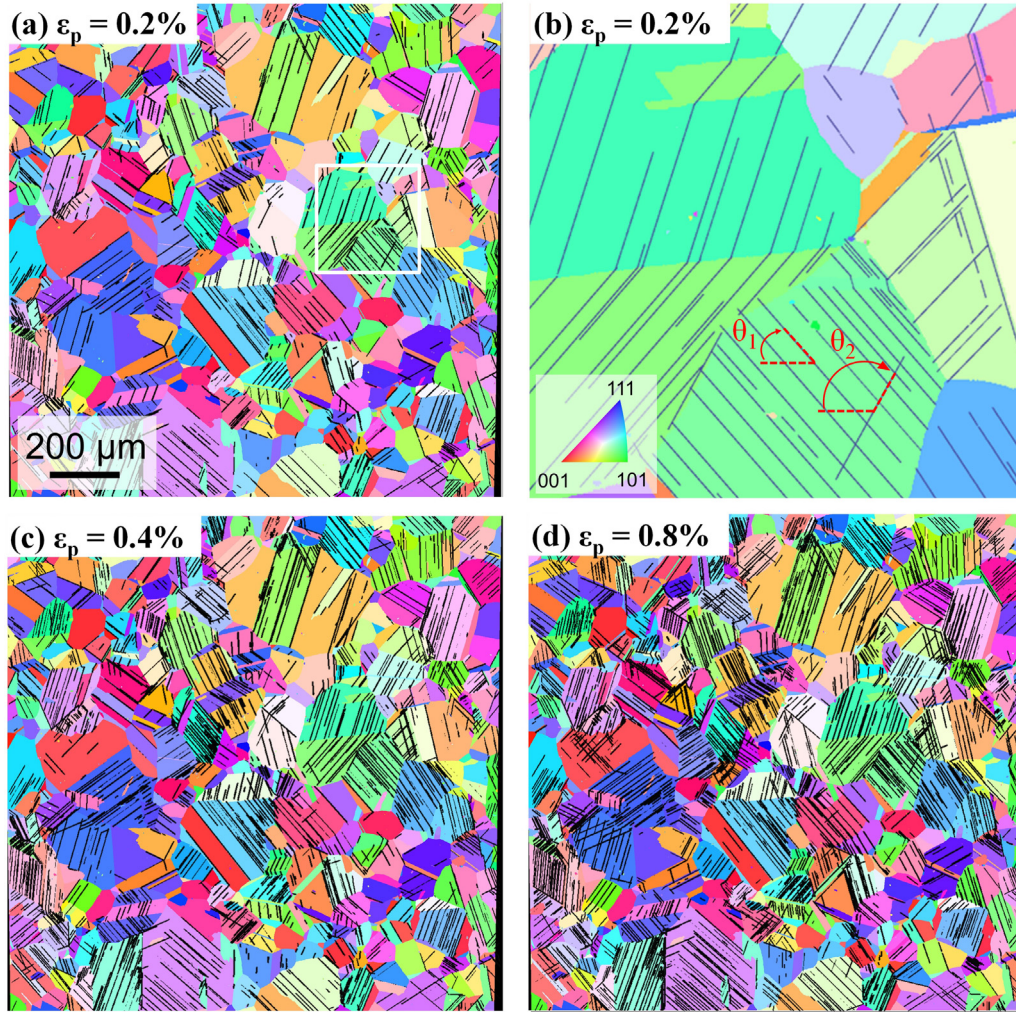 (a) εp = 0.2%
200 μm
(b) εp = 0.2%
θ1
θ2
111
001
101
(c) εp = 0.4%
(d) εp = 0.8%